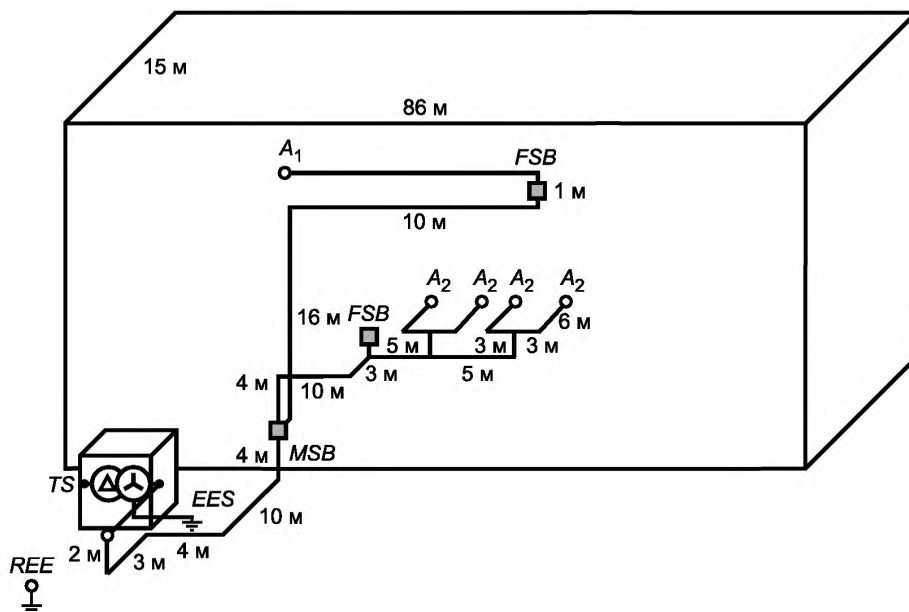 15 м
86 м
A1
FSB
1 м
10 м
A2
A2
A2
A2
16 м
FSB
6 м
5 м
3 м
3 м
4 м
10 м
3 м
5 м
4 м
MSB
TS
EES
10 м
2 м
3 м
4 м
REE